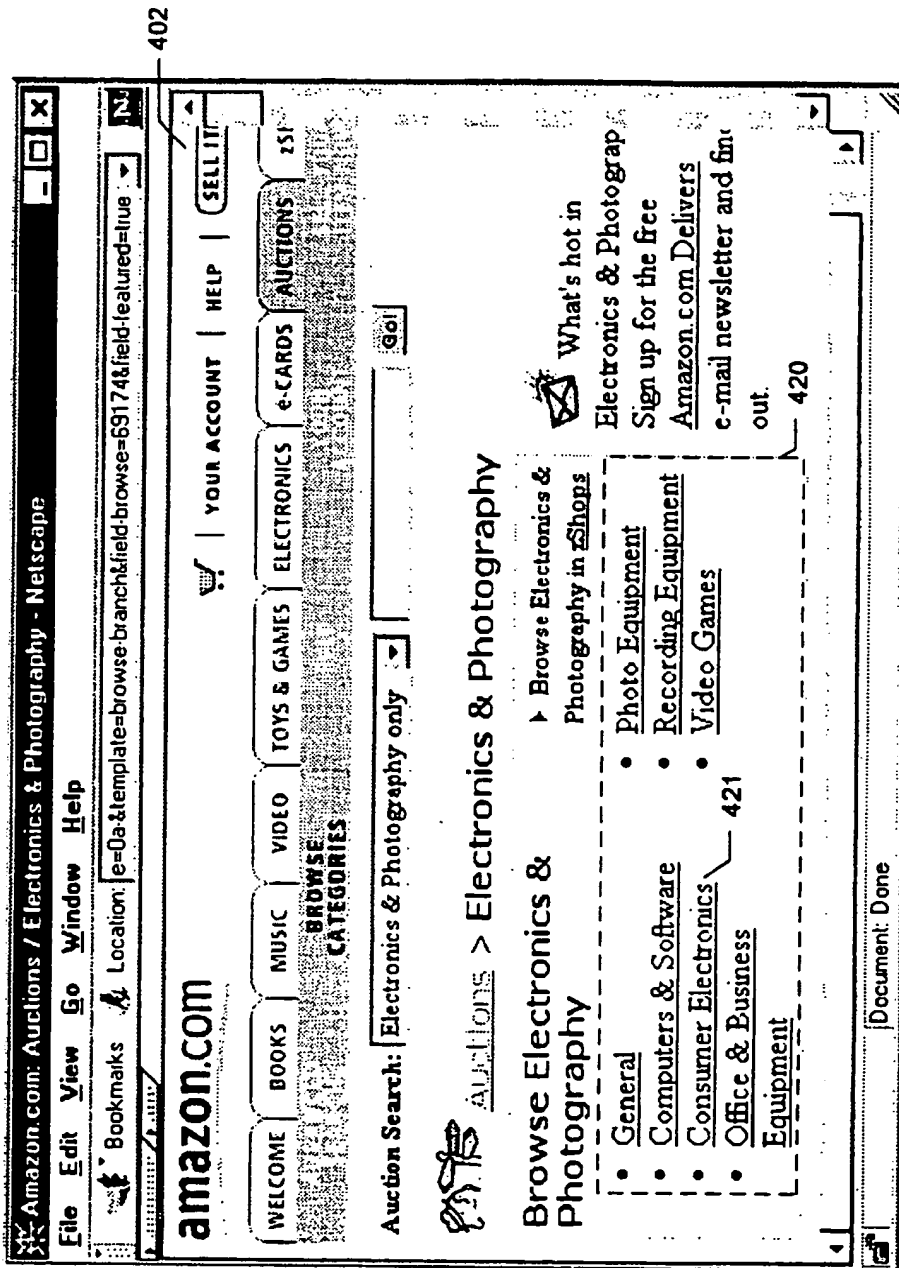 Amazon.com: Auctions / Electronics & Photography - Netscape
File Edit View Go Window Help
Bookmarks Location: e=0a-&template=browse-branch&field-browse=69174&field-featured=true
402
amazon.com
YOUR ACCOUNT | HELP | SELL IT
WELCOME BOOKS MUSIC VIDEO TOYS & GAMES ELECTRONICS e-CARDS AUCTIONS zSH
BROWSE
CATEGORIES
Auction Search: Electronics & Photography only Go!
Auctions > Electronics & Photography
Browse Electronics &
Photography
Browse Electronics &
Photography in zShops
• General
• Computers & Software
• Consumer Electronics
421
• Office & Business
Equipment
• Photo Equipment
• Recording Equipment
• Video Games
420
What's hot in
Electronics & Photograp
Sign up for the free
Amazon.com Delivers
e-mail newsletter and find
out.
Document: Done